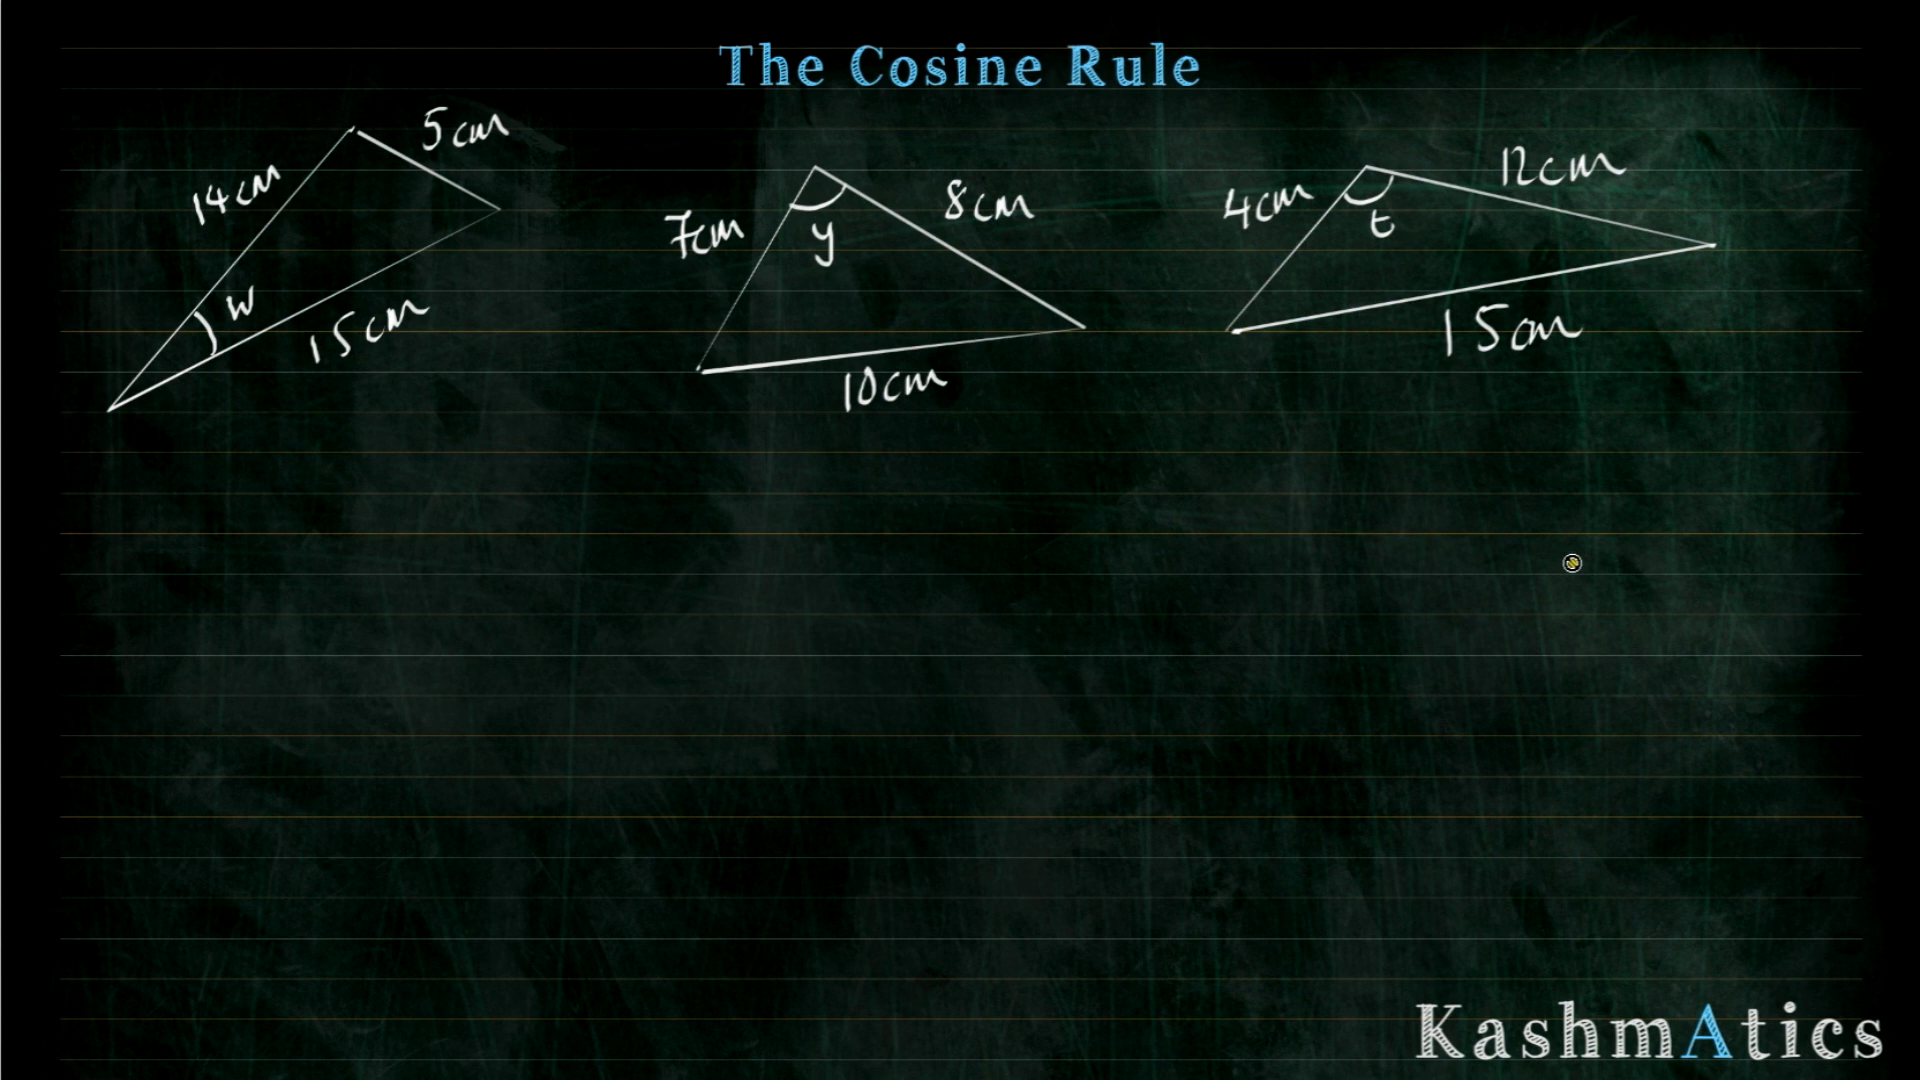 The Cosine Rule
5cm
14cm
w
15cm
7cm
y
8cm
10cm
4cm
t
12cm
15cm
KashmAtics